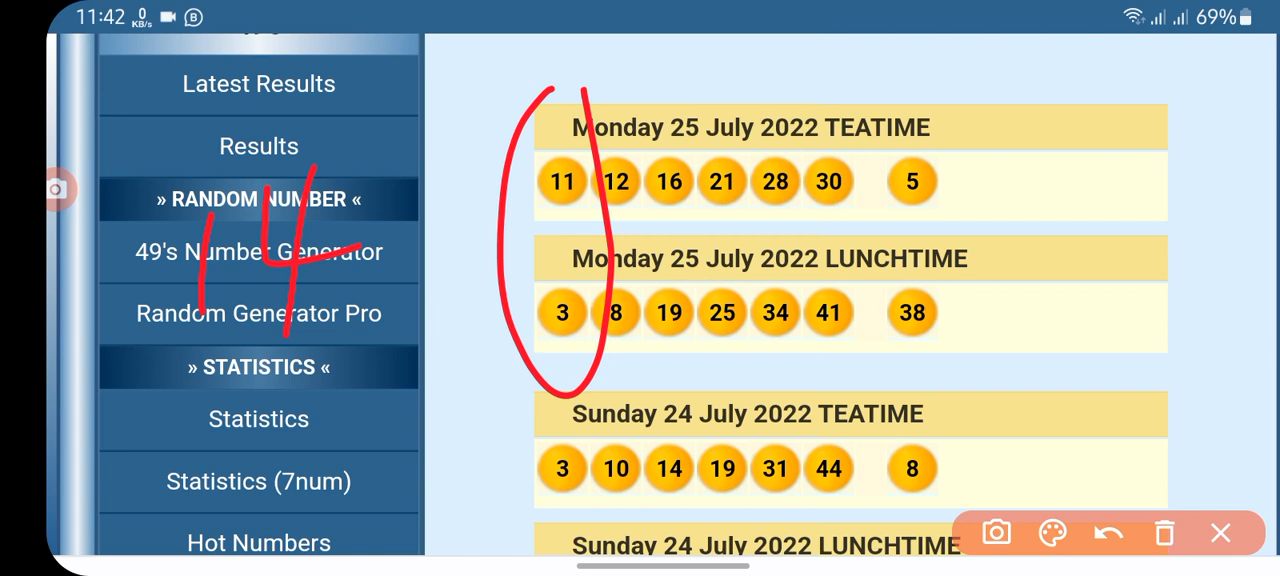 11:42 0 KB/s B 69%
Latest Results
Results
» RANDOM NUMBER «
49's Number Generator
Random Generator Pro
» STATISTICS «
Statistics
Statistics (7num)
Hot Numbers
14
Monday 25 July 2022 TEATIME
11 12 16 21 28 30 5
Monday 25 July 2022 LUNCHTIME
3 8 19 25 34 41 38
Sunday 24 July 2022 TEATIME
3 10 14 19 31 44 8
Sunday 24 July 2022 LUNCHTIME